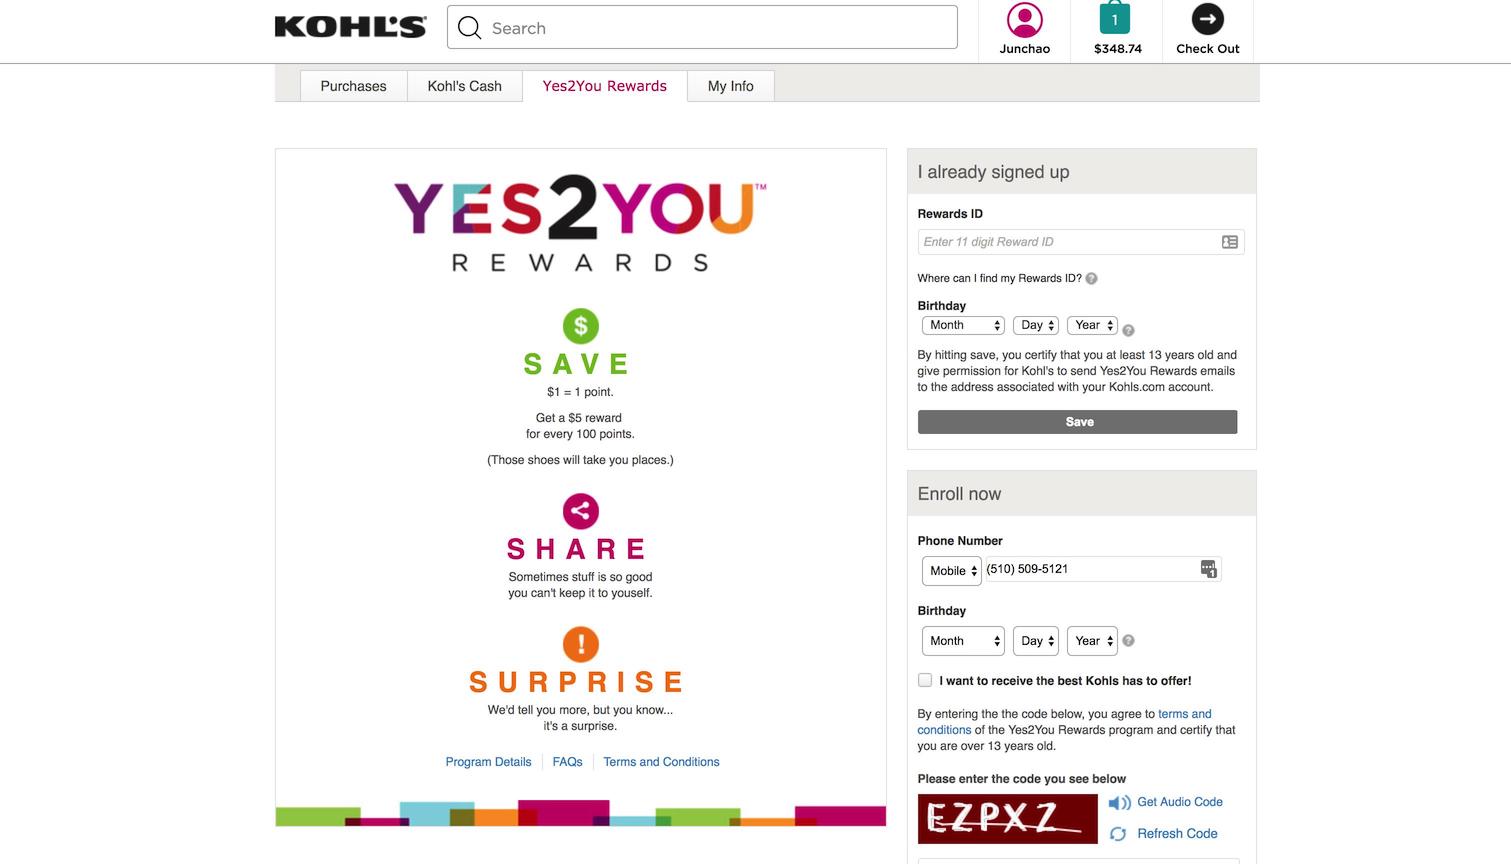 KOHL'S
Search
Junchao
1
$348.74
Check Out
Purchases
Kohl's Cash
Yes2You Rewards
My Info
YES2YOU™
REWARDS
$
SAVE
$1 = 1 point.
Get a $5 reward
for every 100 points.
(Those shoes will take you places.)
SHARE
Sometimes stuff is so good
you can't keep it to youself.
!
SURPRISE
We'd tell you more, but you know...
it's a surprise.
Program Details
FAQs
Terms and Conditions
I already signed up
Rewards ID
Enter 11 digit Reward ID
Where can I find my Rewards ID? ?
Birthday
Month Day Year ?
By hitting save, you certify that you at least 13 years old and
give permission for Kohl's to send Yes2You Rewards emails
to the address associated with your Kohls.com account.
Save
Enroll now
Phone Number
Mobile (510) 509-5121
Birthday
Month Day Year ?
I want to receive the best Kohls has to offer!
By entering the the code below, you agree to terms and
conditions of the Yes2You Rewards program and certify that
you are over 13 years old.
Please enter the code you see below
EZPXZ
Get Audio Code
Refresh Code